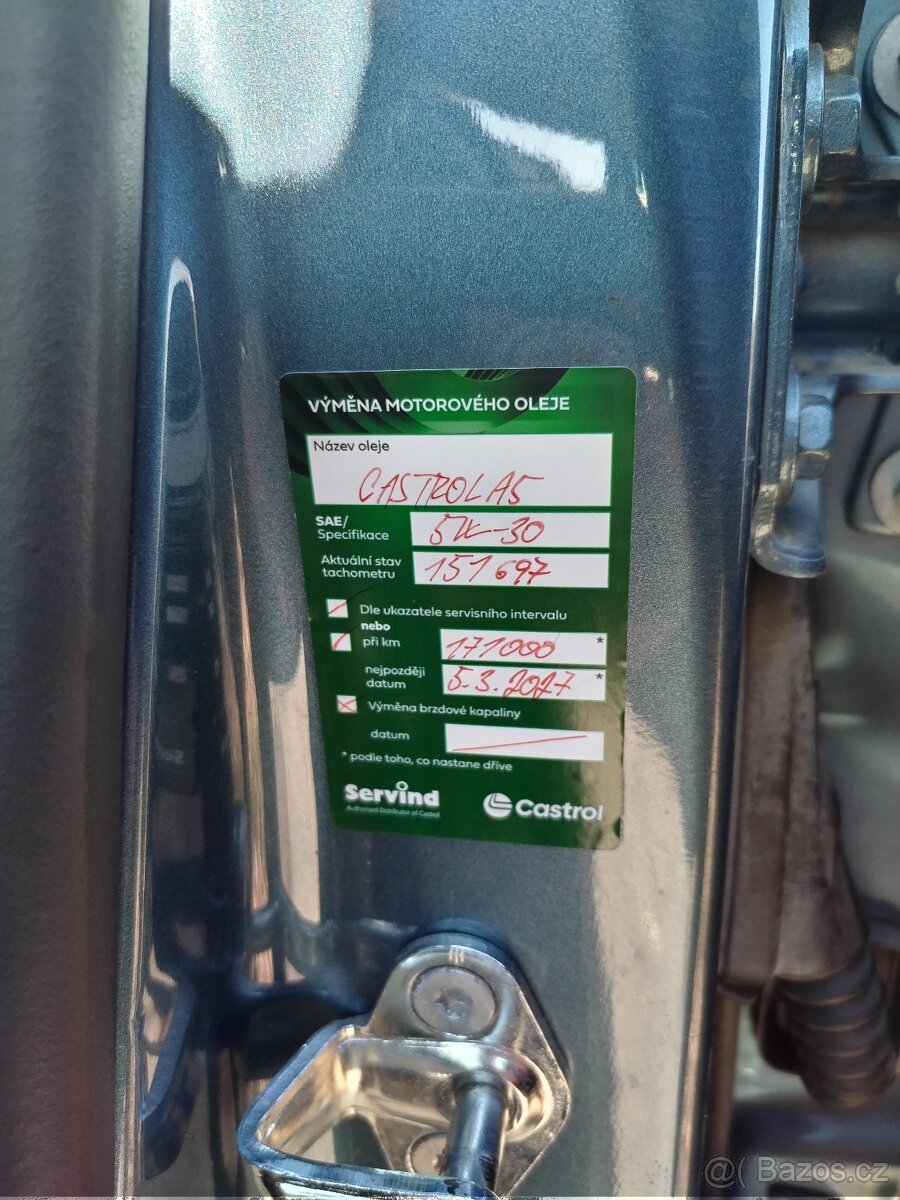 VÝMĚNA MOTOROVÉHO OLEJE
Název oleje
CASTROL A5
SAE/
Specifikace
5W-30
Aktuální stav
tachometru
151 697
Dle ukazatele servisního intervalu
nebo
při km
171000 *
nejpozději
datum
5.3.2027 *
Výměna brzdové kapaliny
datum
* podle toho, co nastane dříve
Servind
Authorised Distributor of Castrol
Castrol
@( Bazos.cz